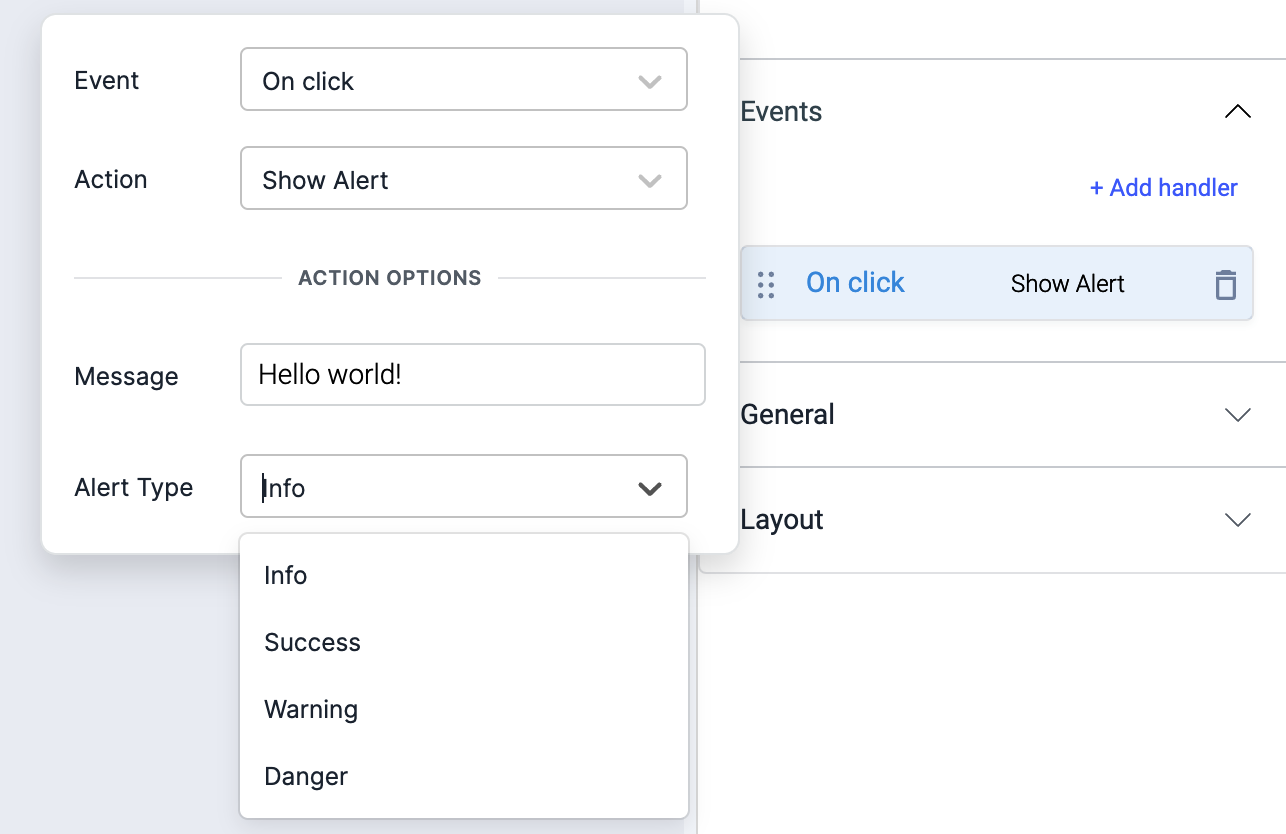 Event
On click
Action
Show Alert
ACTION OPTIONS
Message
Hello world!
Alert Type
Info
Info
Success
Warning
Danger
Events
+ Add handler
On click Show Alert
General
Layout